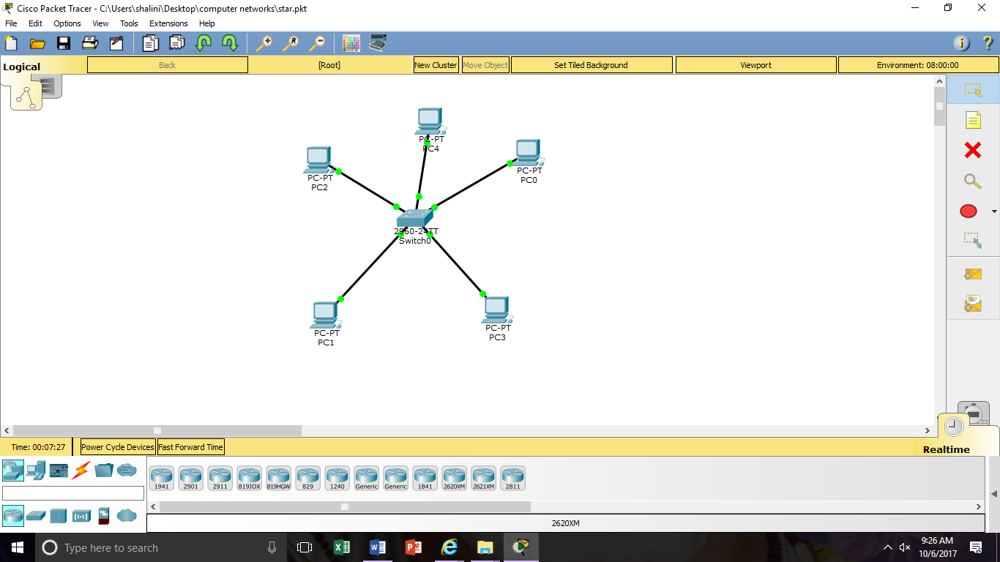 Cisco Packet Tracer - C:\Users\shalini\Desktop\computer networks\star.pkt
File Edit Options View Tools Extensions Help
Logical Back [Root] New Cluster Move Object Set Tiled Background Viewport Environment: 08:00:00
PC-PT
PC4
PC-PT
PC2
PC-PT
PC0
2960-24TT
Switch0
PC-PT
PC1
PC-PT
PC3
Time: 00:07:27 Power Cycle Devices Fast Forward Time Realtime
1941 2901 2911 819IOX 819HGW 829 1240 Generic Generic 1841 2620XM 2621XM 2811
2620XM
Type here to search
9:26 AM
10/6/2017